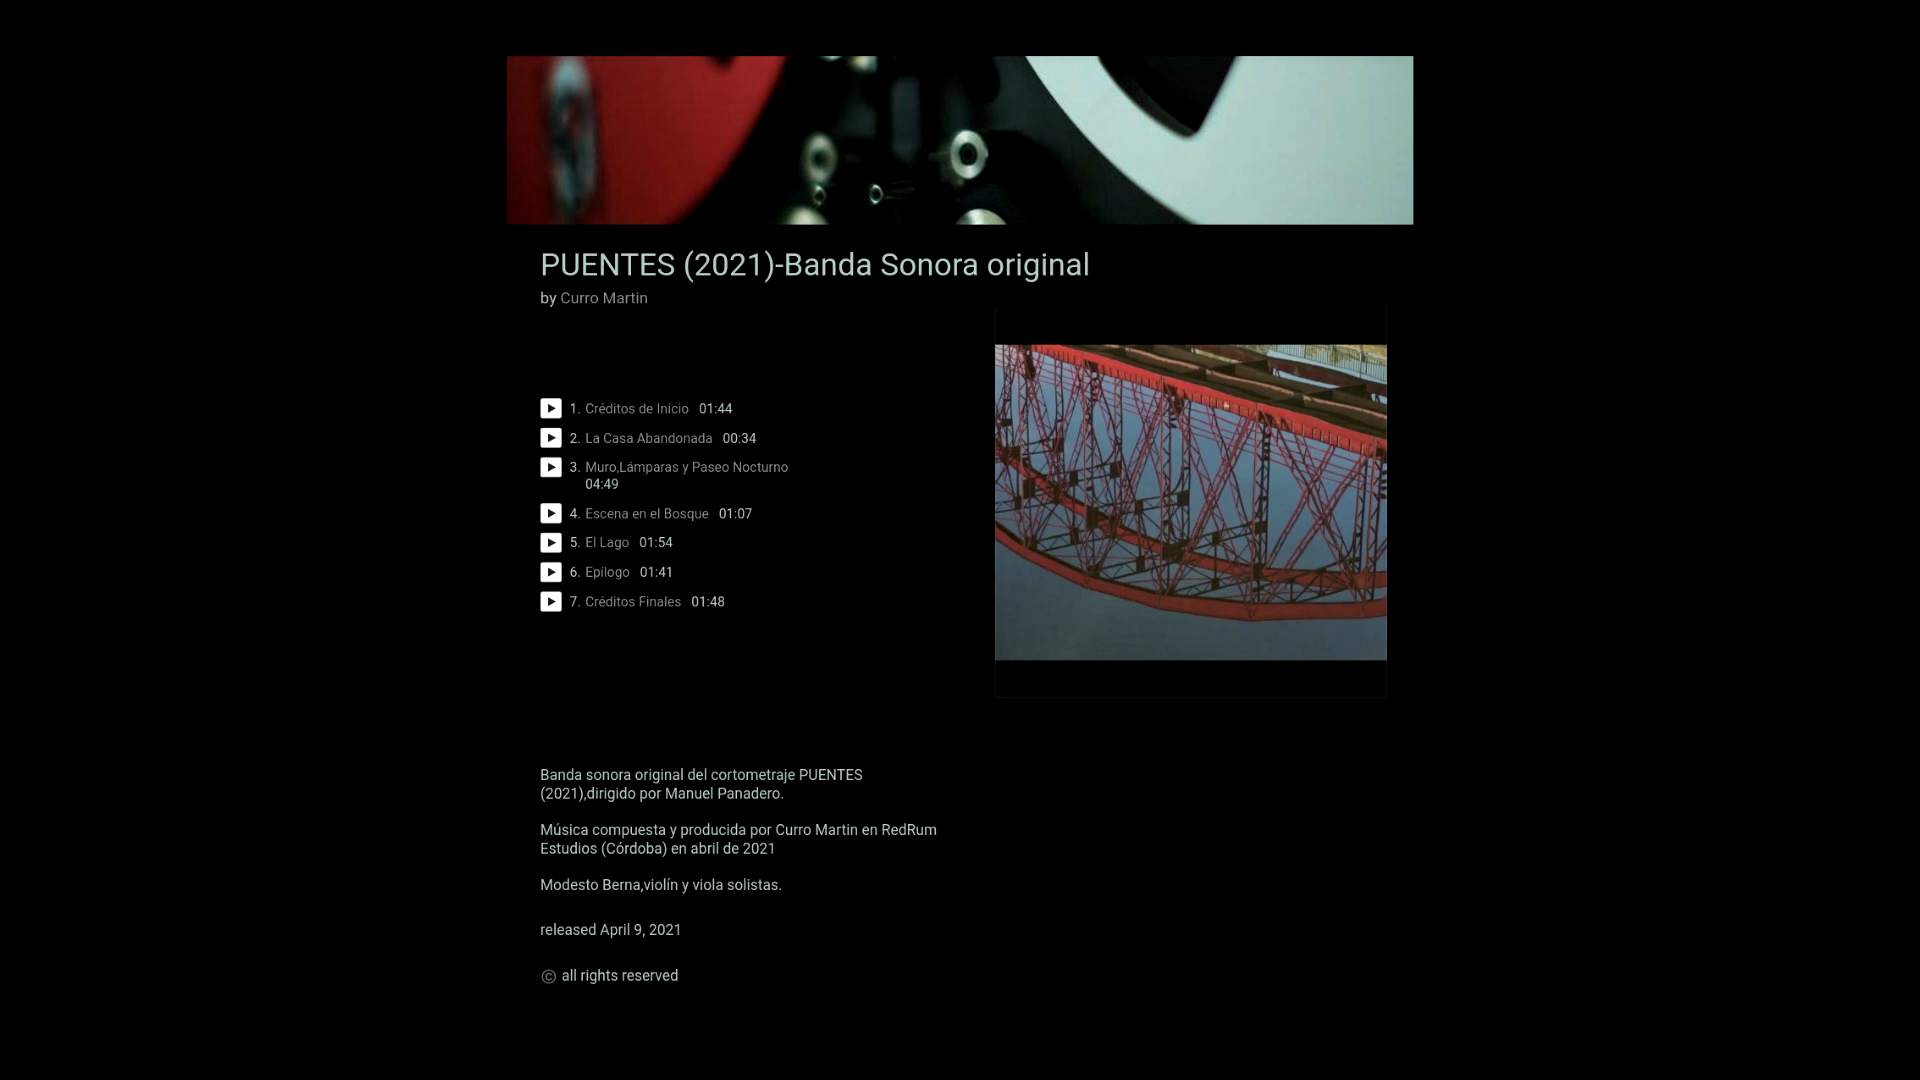 PUENTES (2021)-Banda Sonora original
by Curro Martin
1. Créditos de Inicio 01:44
2. La Casa Abandonada 00:34
3. Muro,Lámparas y Paseo Nocturno
04:49
4. Escena en el Bosque 01:07
5. El Lago 01:54
6. Epílogo 01:41
7. Créditos Finales 01:48
Banda sonora original del cortometraje PUENTES
(2021),dirigido por Manuel Panadero.
Música compuesta y producida por Curro Martin en RedRum
Estudios (Córdoba) en abril de 2021
Modesto Berna,violín y viola solistas.
released April 9, 2021
© all rights reserved